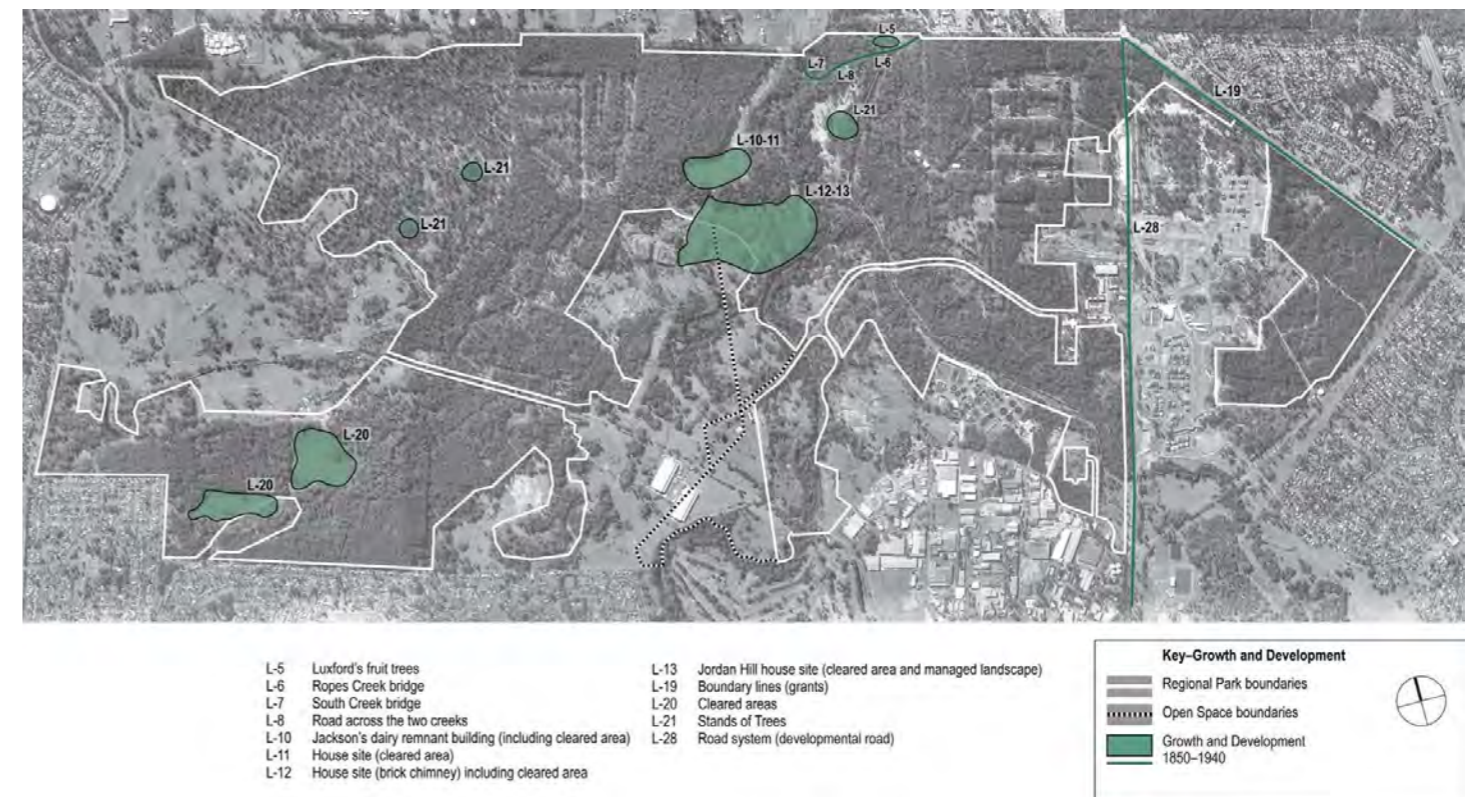 L-5
L-7
L-6
L-8
L-19
L-21
L-10-11
L-21
L-12-13
L-21
L-28
L-20
L-20
L-5 Luxford's fruit trees
L-6 Ropes Creek bridge
L-7 South Creek bridge
L-8 Road across the two creeks
L-10 Jackson's dairy remnant building (including cleared area)
L-11 House site (cleared area)
L-12 House site (brick chimney) including cleared area
L-13 Jordan Hill house site (cleared area and managed landscape)
L-19 Boundary lines (grants)
L-20 Cleared areas
L-21 Stands of Trees
L-28 Road system (developmental road)
Key–Growth and Development
Regional Park boundaries
Open Space boundaries
Growth and Development
1850–1940